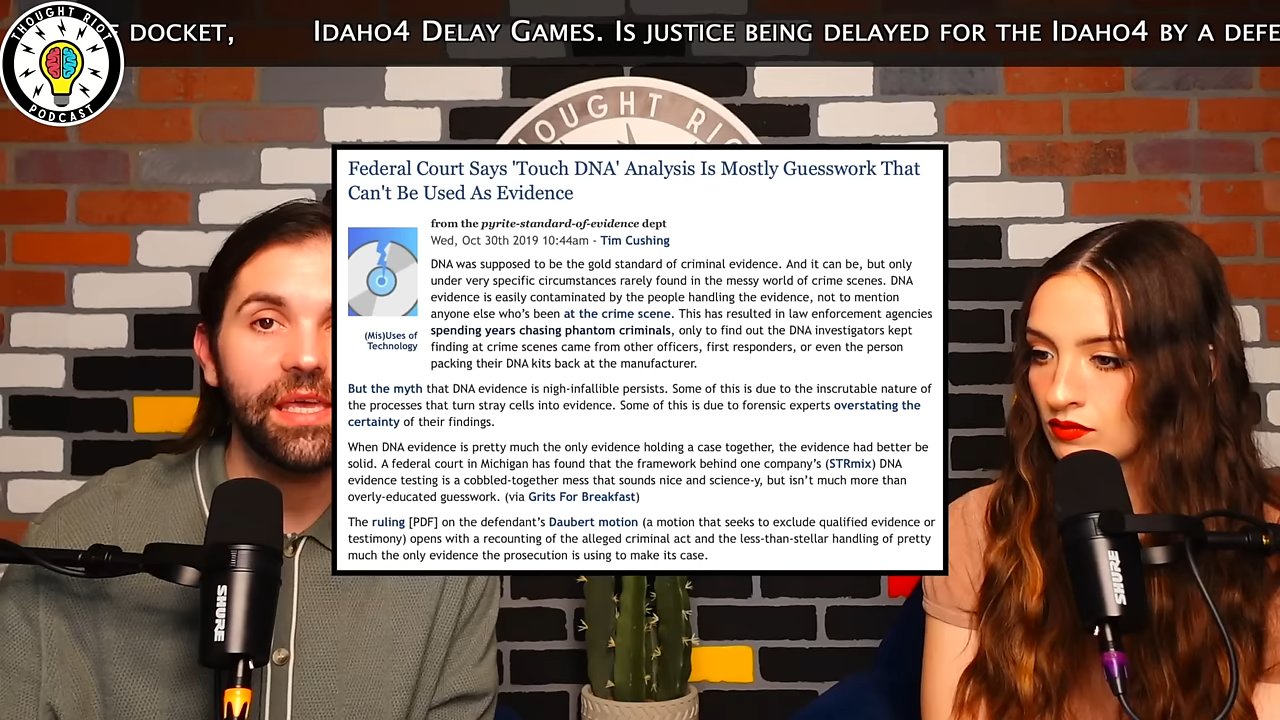 THOUGHT RIOT
PODCAST
DOCKET,
IDAHO4 DELAY GAMES. IS JUSTICE BEING DELAYED FOR THE IDAHO4 BY A DEFE
THOUGHT RIO
Federal Court Says 'Touch DNA' Analysis Is Mostly Guesswork That
Can't Be Used As Evidence
from the pyrite-standard-of-evidence dept
Wed, Oct 30th 2019 10:44am - Tim Cushing
(Mis)Uses of
Technology
DNA was supposed to be the gold standard of criminal evidence. And it can be, but only
under very specific circumstances rarely found in the messy world of crime scenes. DNA
evidence is easily contaminated by the people handling the evidence, not to mention
anyone else who's been at the crime scene. This has resulted in law enforcement agencies
spending years chasing phantom criminals, only to find out the DNA investigators kept
finding at crime scenes came from other officers, first responders, or even the person
packing their DNA kits back at the manufacturer.
But the myth that DNA evidence is nigh-infallible persists. Some of this is due to the inscrutable nature of
the processes that turn stray cells into evidence. Some of this is due to forensic experts overstating the
certainty of their findings.
When DNA evidence is pretty much the only evidence holding a case together, the evidence had better be
solid. A federal court in Michigan has found that the framework behind one company's (STRmix) DNA
evidence testing is a cobbled-together mess that sounds nice and science-y, but isn't much more than
overly-educated guesswork. (via Grits For Breakfast)
The ruling [PDF] on the defendant's Daubert motion (a motion that seeks to exclude qualified evidence or
testimony) opens with a recounting of the alleged criminal act and the less-than-stellar handling of pretty
much the only evidence the prosecution is using to make its case.
SHURE
SHURE